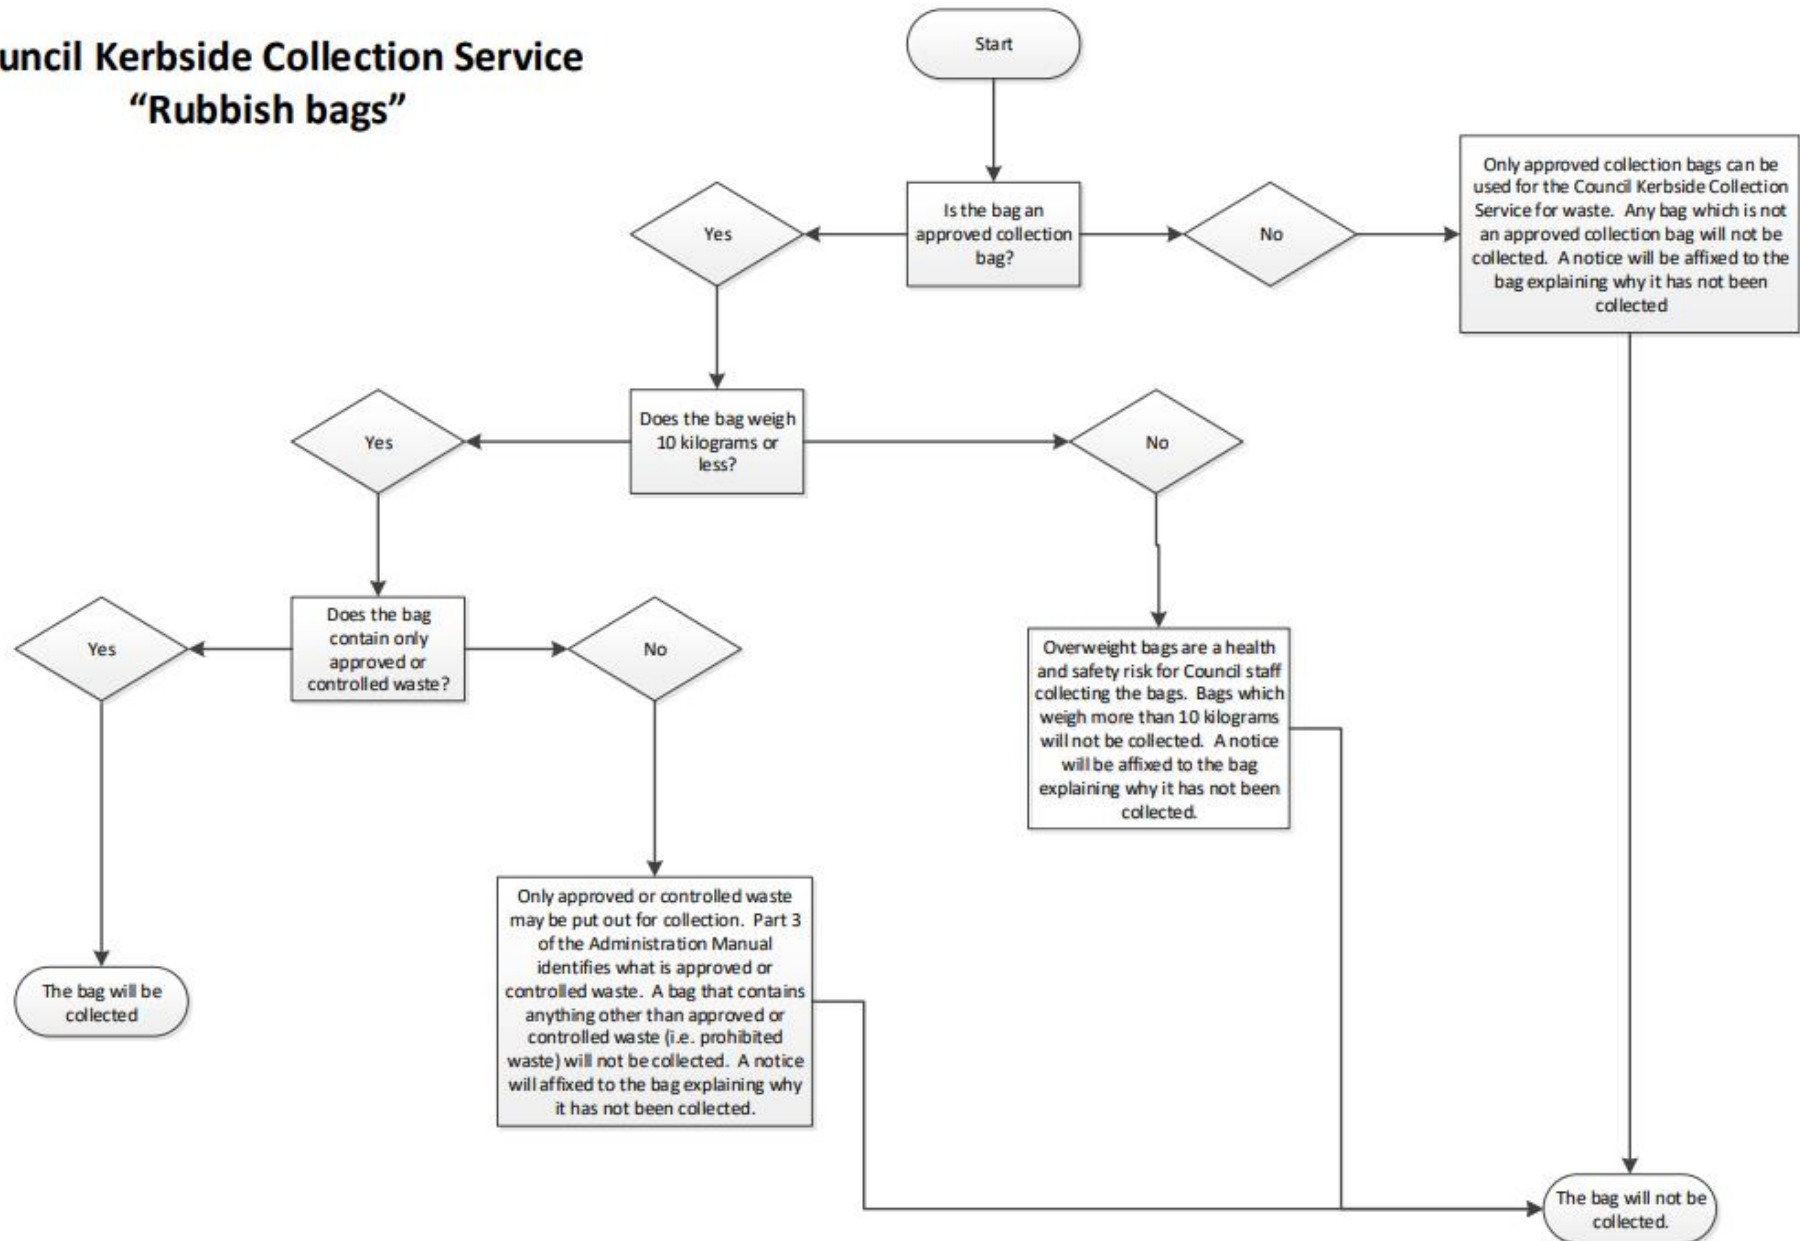 uncil Kerbside Collection Service
“Rubbish bags”
Start
Is the bag an
approved collection
bag?
Yes
No
Only approved collection bags can be
used for the Council Kerbside Collection
Service for waste. Any bag which is not
an approved collection bag will not be
collected. A notice will be affixed to the
bag explaining why it has not been
collected
Does the bag weigh
10 kilograms or
less?
Yes
No
Does the bag
contain only
approved or
controlled waste?
Yes
No
Overweight bags are a health
and safety risk for Council staff
collecting the bags. Bags which
weigh more than 10 kilograms
will not be collected. A notice
will be affixed to the bag
explaining why it has not been
collected.
Only approved or controlled waste
may be put out for collection. Part 3
of the Administration Manual
identifies what is approved or
controlled waste. A bag that contains
anything other than approved or
controlled waste (i.e. prohibited
waste) will not be collected. A notice
will affixed to the bag explaining why
it has not been collected.
The bag will be
collected
The bag will not be
collected.